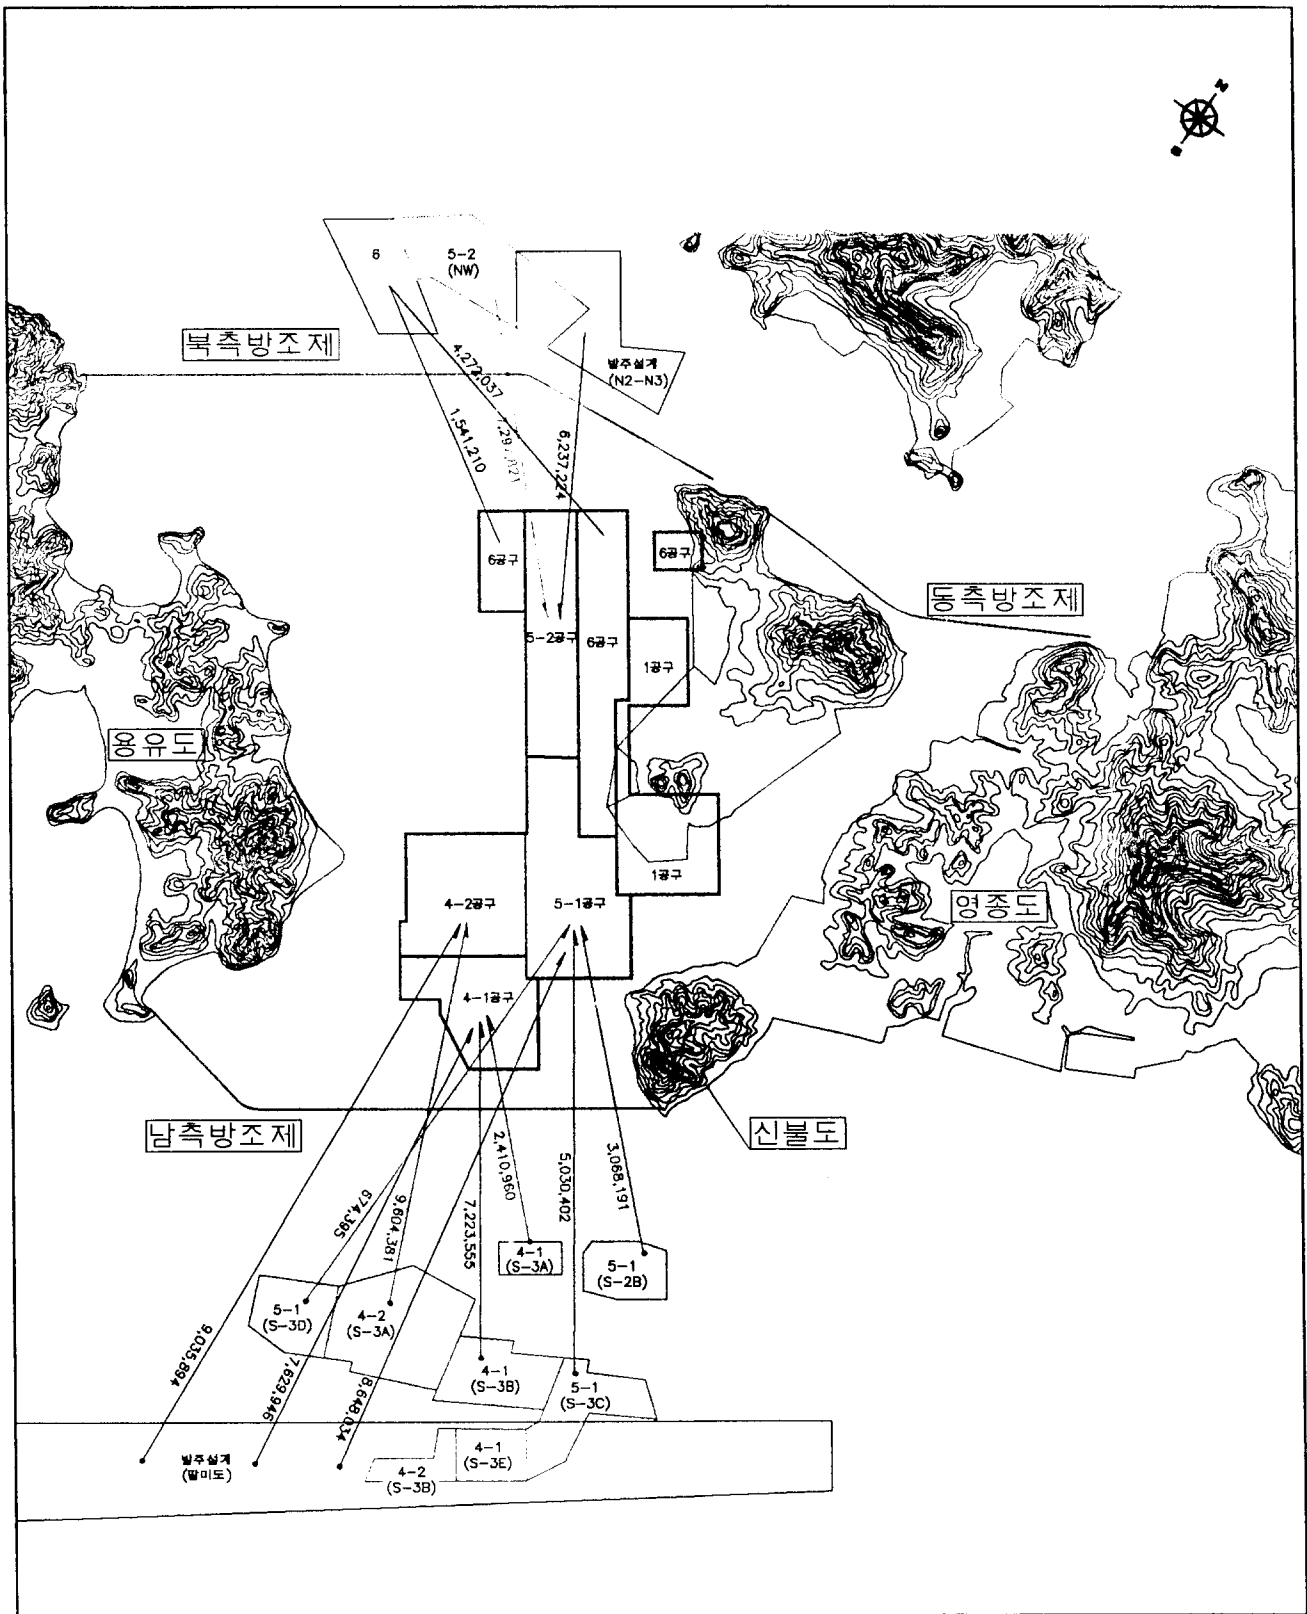 6
5-2
(NW)
북측방조제
발주설계
(N2-N3)
4,272,037
1,541,210
6,237,224
6공구
6공구
동측방조제
5-2공구
6공구
1공구
용유도
1공구
4-2공구
5-1공구
영종도
4-1공구
남측방조제
신불도
2,410,960
5,030,402
3,068,191
674,395
9,604,381
7,223,555
4-1
(S-3A)
5-1
(S-2B)
5-1
(S-3D)
4-2
(S-3A)
9,035,894
7,629,946
8,648,034
4-1
(S-3B)
5-1
(S-3C)
발주설계
(팔미도)
4-1
(S-3E)
4-2
(S-3B)